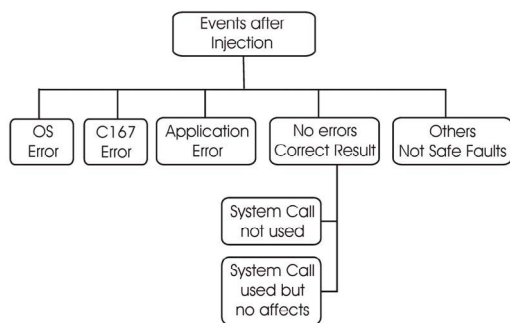 Events after
Injection
OS
Error
C167
Error
Application
Error
No errors
Correct Result
Others
Not Safe Faults
System Call
not used
System Call
used but
no affects